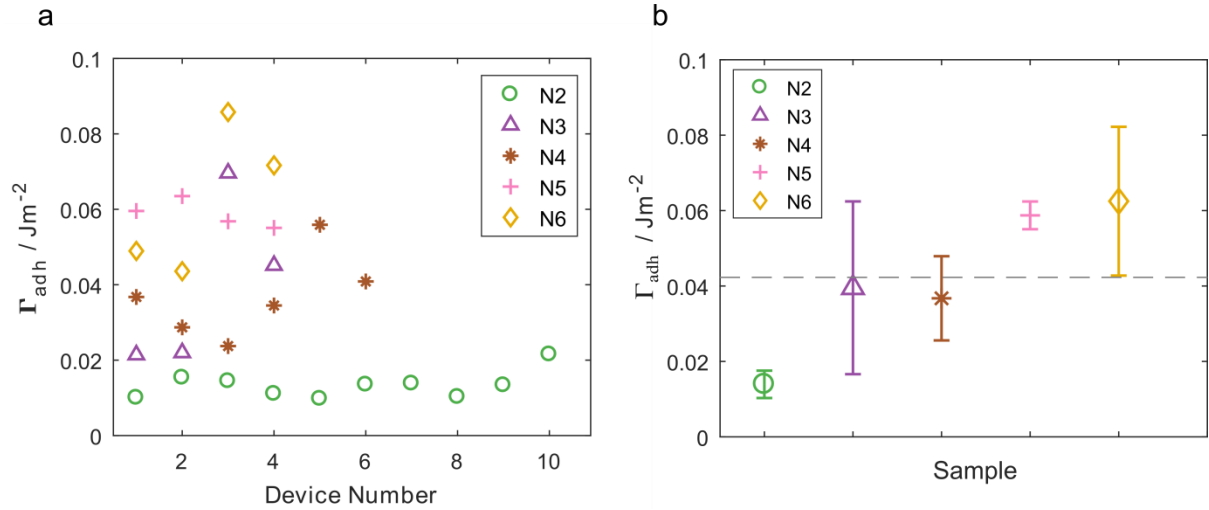 a
0.1
0.08
0.06
0.04
0.02
0
Γadh / Jm-2
2
4
6
8
10
Device Number
N2
N3
N4
N5
N6
b
0.1
0.08
0.06
0.04
0.02
0
Γadh / Jm-2
Sample
N2
N3
N4
N5
N6